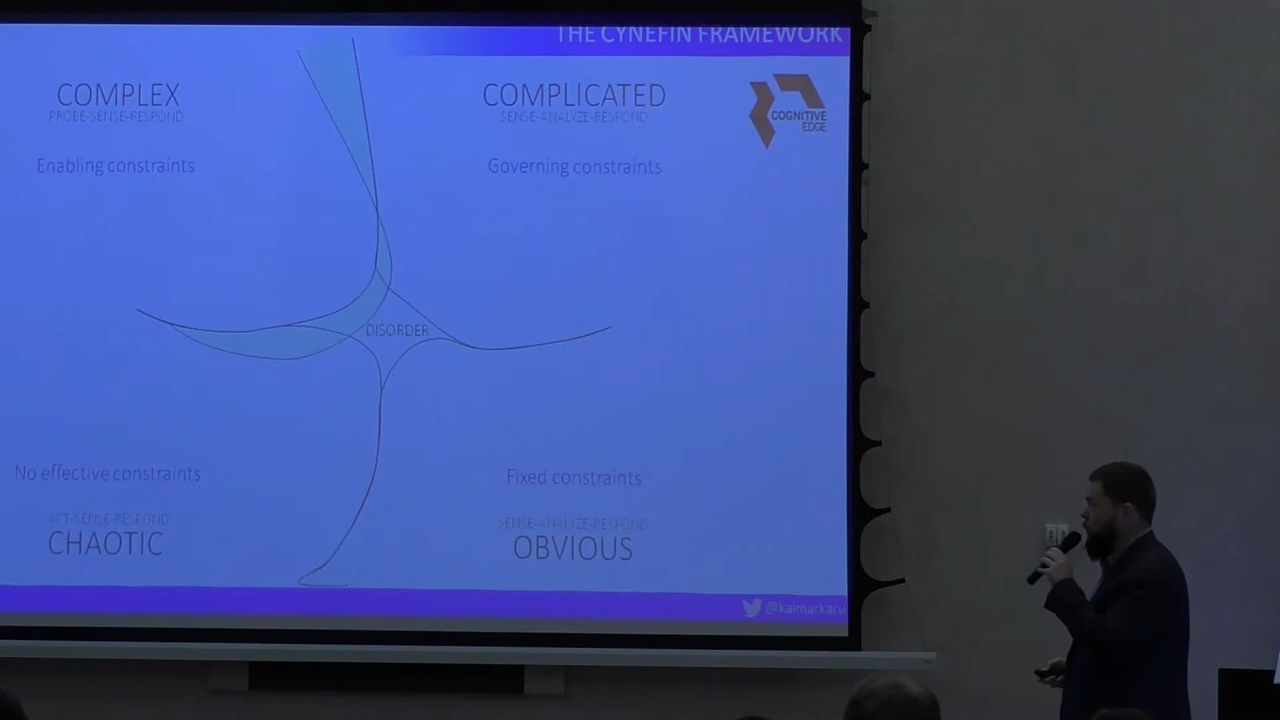 THE CYNEFIN FRAMEWORK
COMPLEX
PROBE-SENSE-RESPOND
Enabling constraints
COMPLICATED
SENSE-ANALYZE-RESPOND
Governing constraints
COGNITIVE
EDGE
DISORDER
No effective constraints
ACT-SENSE-RESPOND
CHAOTIC
Fixed constraints
SENSE-ANALYZE-RESPOND
OBVIOUS
@kaimarkaru